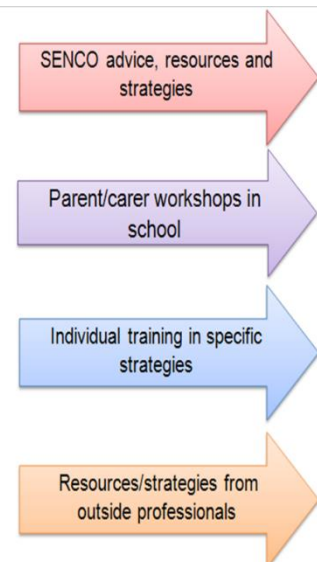 SENCO advice, resources and
strategies
Parent/carer workshops in
school
Individual training in specific
strategies
Resources/strategies from
outside professionals